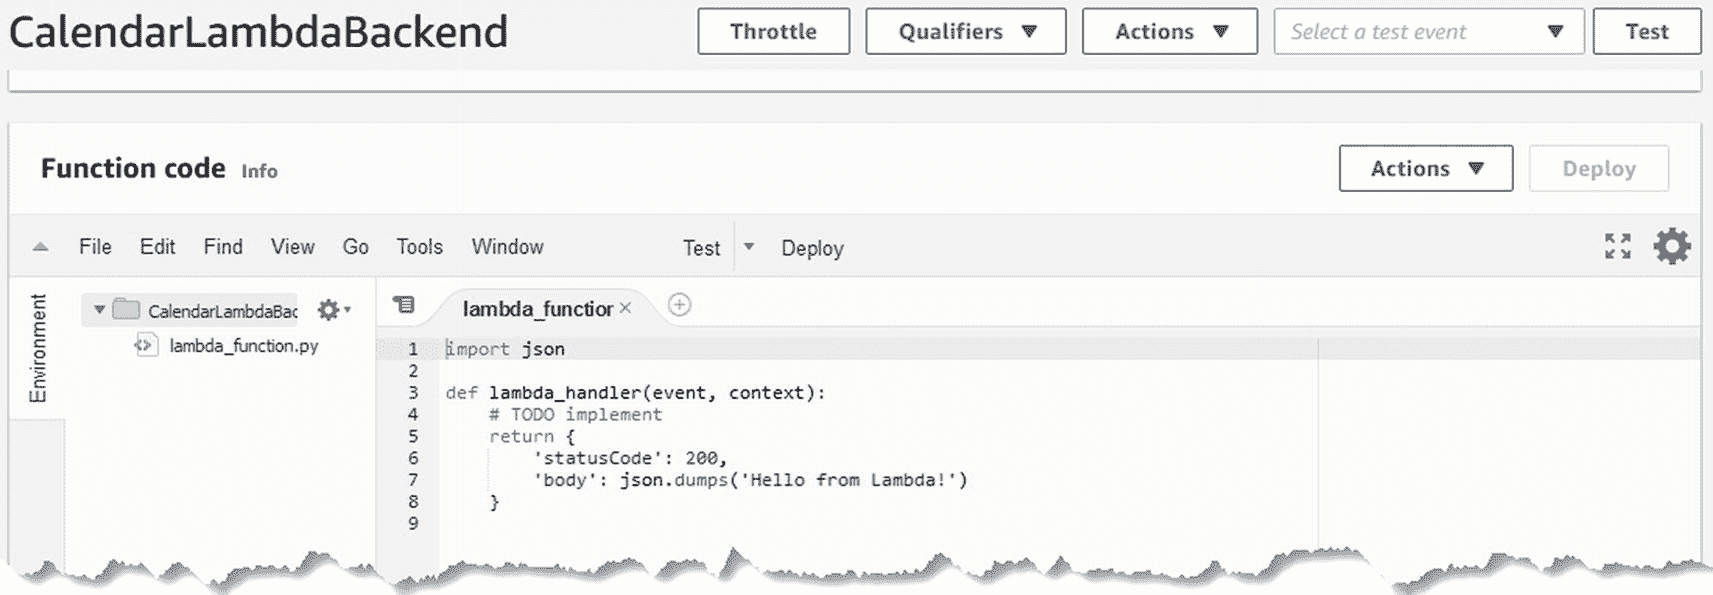 CalendarLambdaBackend Throttle Qualifiers Actions Select a test event Test
Function code Info Actions Deploy
File Edit Find View Go Tools Window Test Deploy
Environment
CalendarLambdaBac
lambda_function.py
lambda_function
1 import json
2
3 def lambda_handler(event, context):
4 # TODO implement
5 return {
6 'statusCode': 200,
7 'body': json.dumps('Hello from Lambda!')
8 }
9